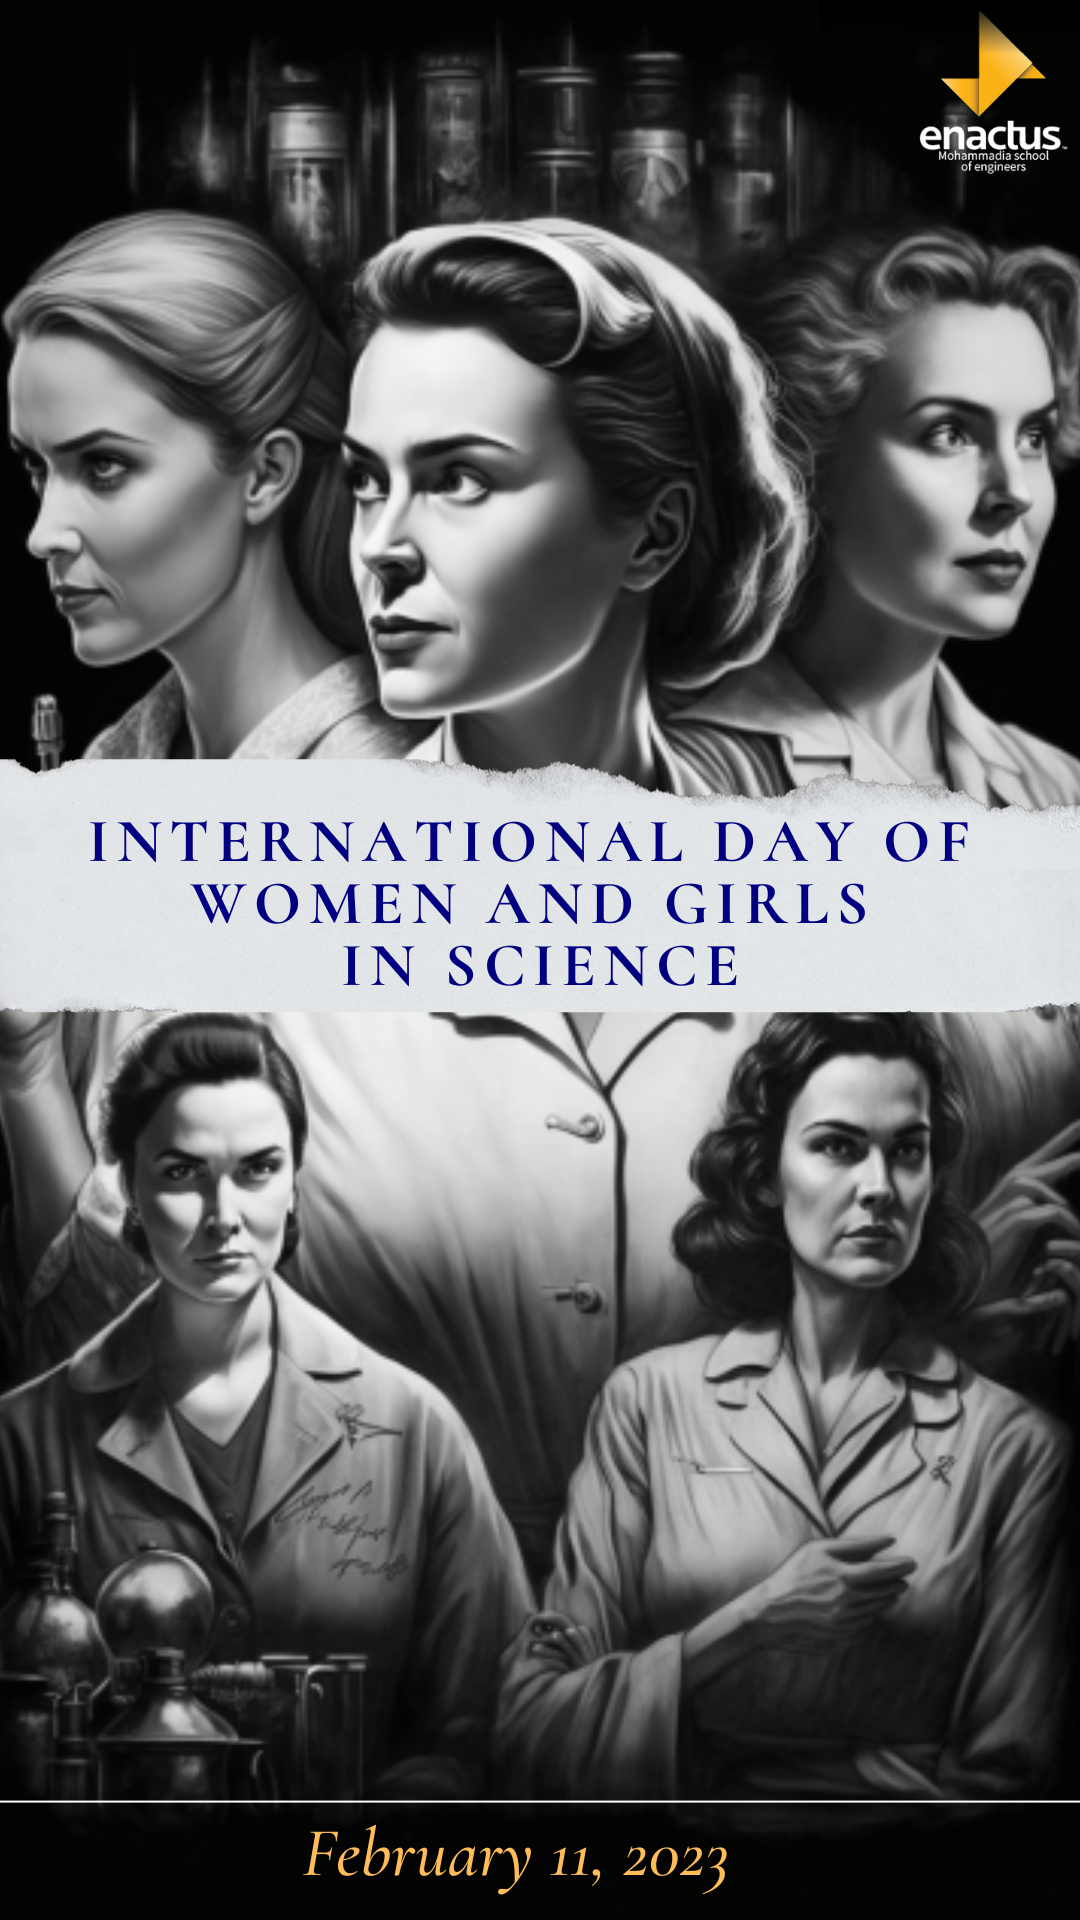 enactus
Mohammadia school
of engineers
INTERNATIONAL DAY OF
WOMEN AND GIRLS
IN SCIENCE
February 11, 2023